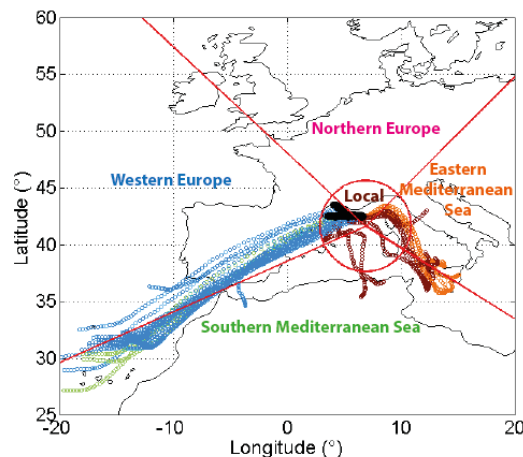 60
55
50
45
40
35
30
25
-20
-10
0
10
20
Latitude (°)
Longitude (°)
Northern Europe
Western Europe
Local
Eastern
Mediterranean
Sea
Southern Mediterranean Sea